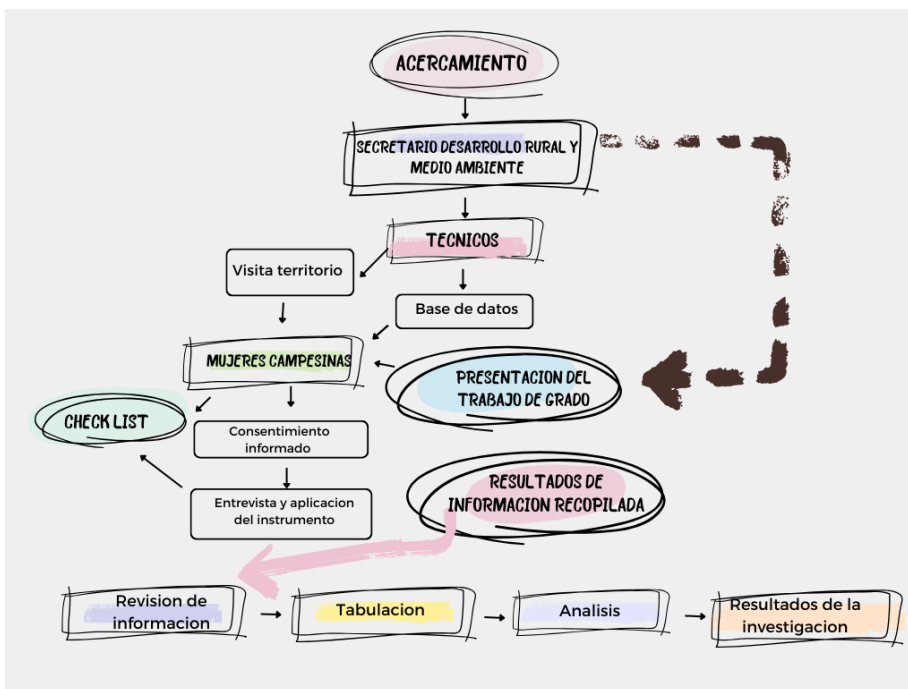 ACERCAMIENTO
SECRETARIO DESARROLLO RURAL Y
MEDIO AMBIENTE
TECNICOS
Visita territorio
Base de datos
MUJERES CAMPESINAS
PRESENTACION DEL
TRABAJO DE GRADO
CHECK LIST
Consentimiento
informado
Entrevista y aplicacion
del instrumento
RESULTADOS DE
INFORMACION RECOPILADA
Revision de
informacion
Tabulacion
Analisis
Resultados de la
investigacion